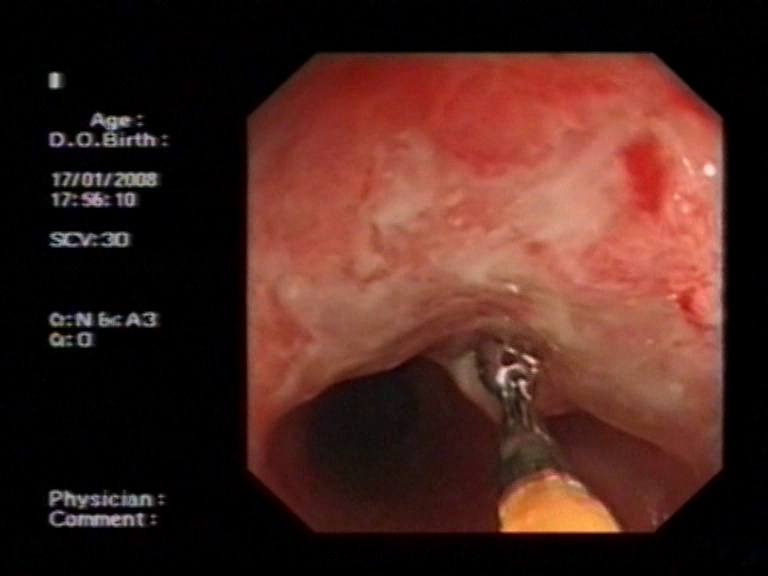 Age:
D.O.Birth:
17/01/2008
17:56:10
SCV:30
Physician:
Comment: